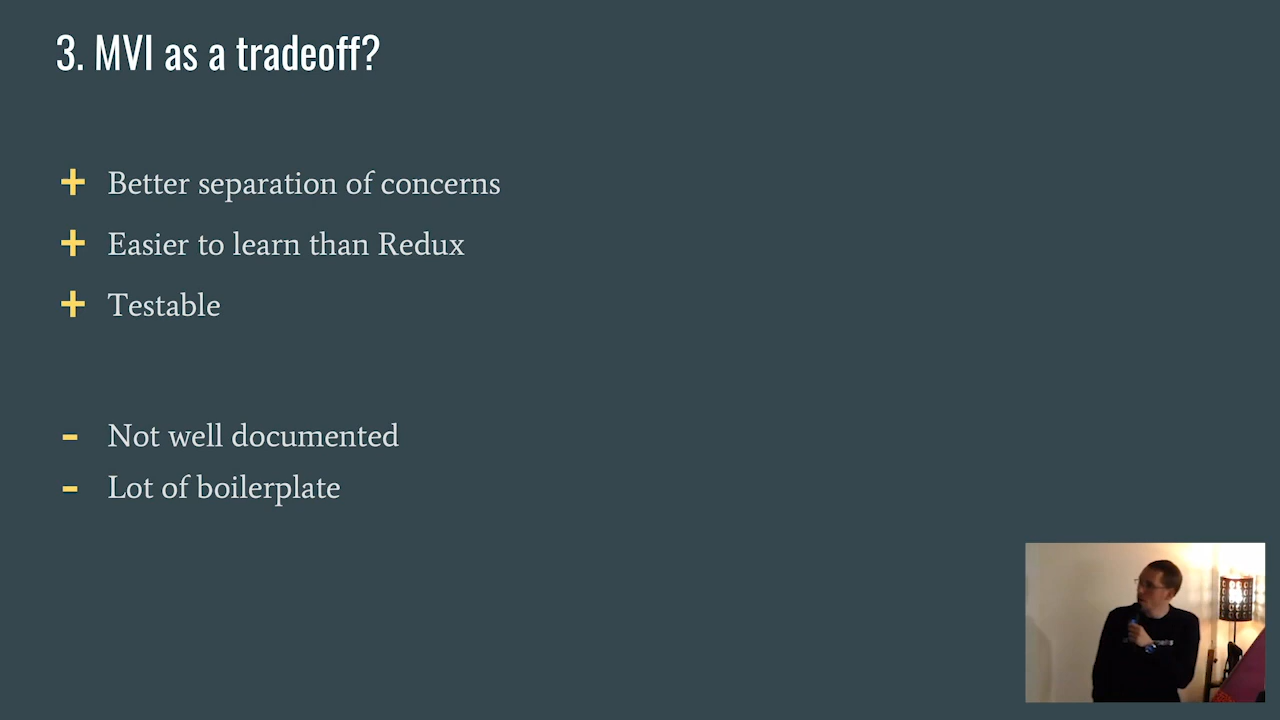 3. MVI as a tradeoff?
+ Better separation of concerns
+ Easier to learn than Redux
+ Testable
- Not well documented
- Lot of boilerplate